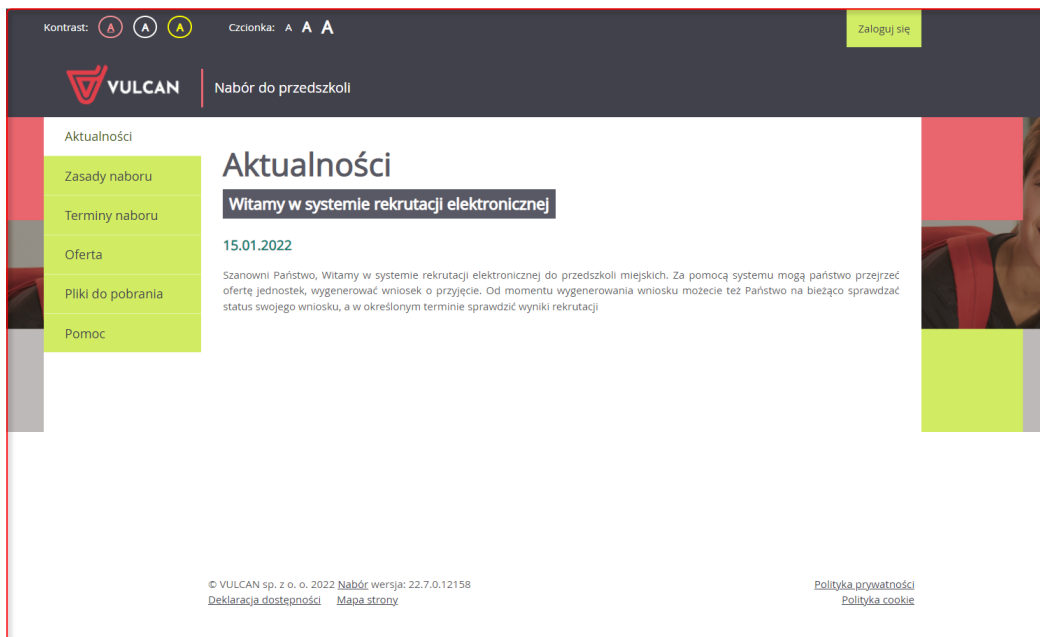 Kontrast: A A A Czcionka: A A A Zaloguj się
VULCAN Nabór do przedszkoli
Aktualności
Zasady naboru
Terminy naboru
Oferta
Pliki do pobrania
Pomoc
Aktualności
Witamy w systemie rekrutacji elektronicznej
15.01.2022
Szanowni Państwo, Witamy w systemie rekrutacji elektronicznej do przedszkoli miejskich. Za pomocą systemu mogą państwo przejrzeć
ofertę jednostek, wygenerować wniosek o przyjęcie. Od momentu wygenerowania wniosku możecie też Państwo na bieżąco sprawdzać
status swojego wniosku, a w określonym terminie sprawdzić wyniki rekrutacji
© VULCAN sp. z o. o. 2022 Nabór wersja: 22.7.0.12158 Polityka prywatności
Deklaracja dostępności Mapa strony Polityka cookie